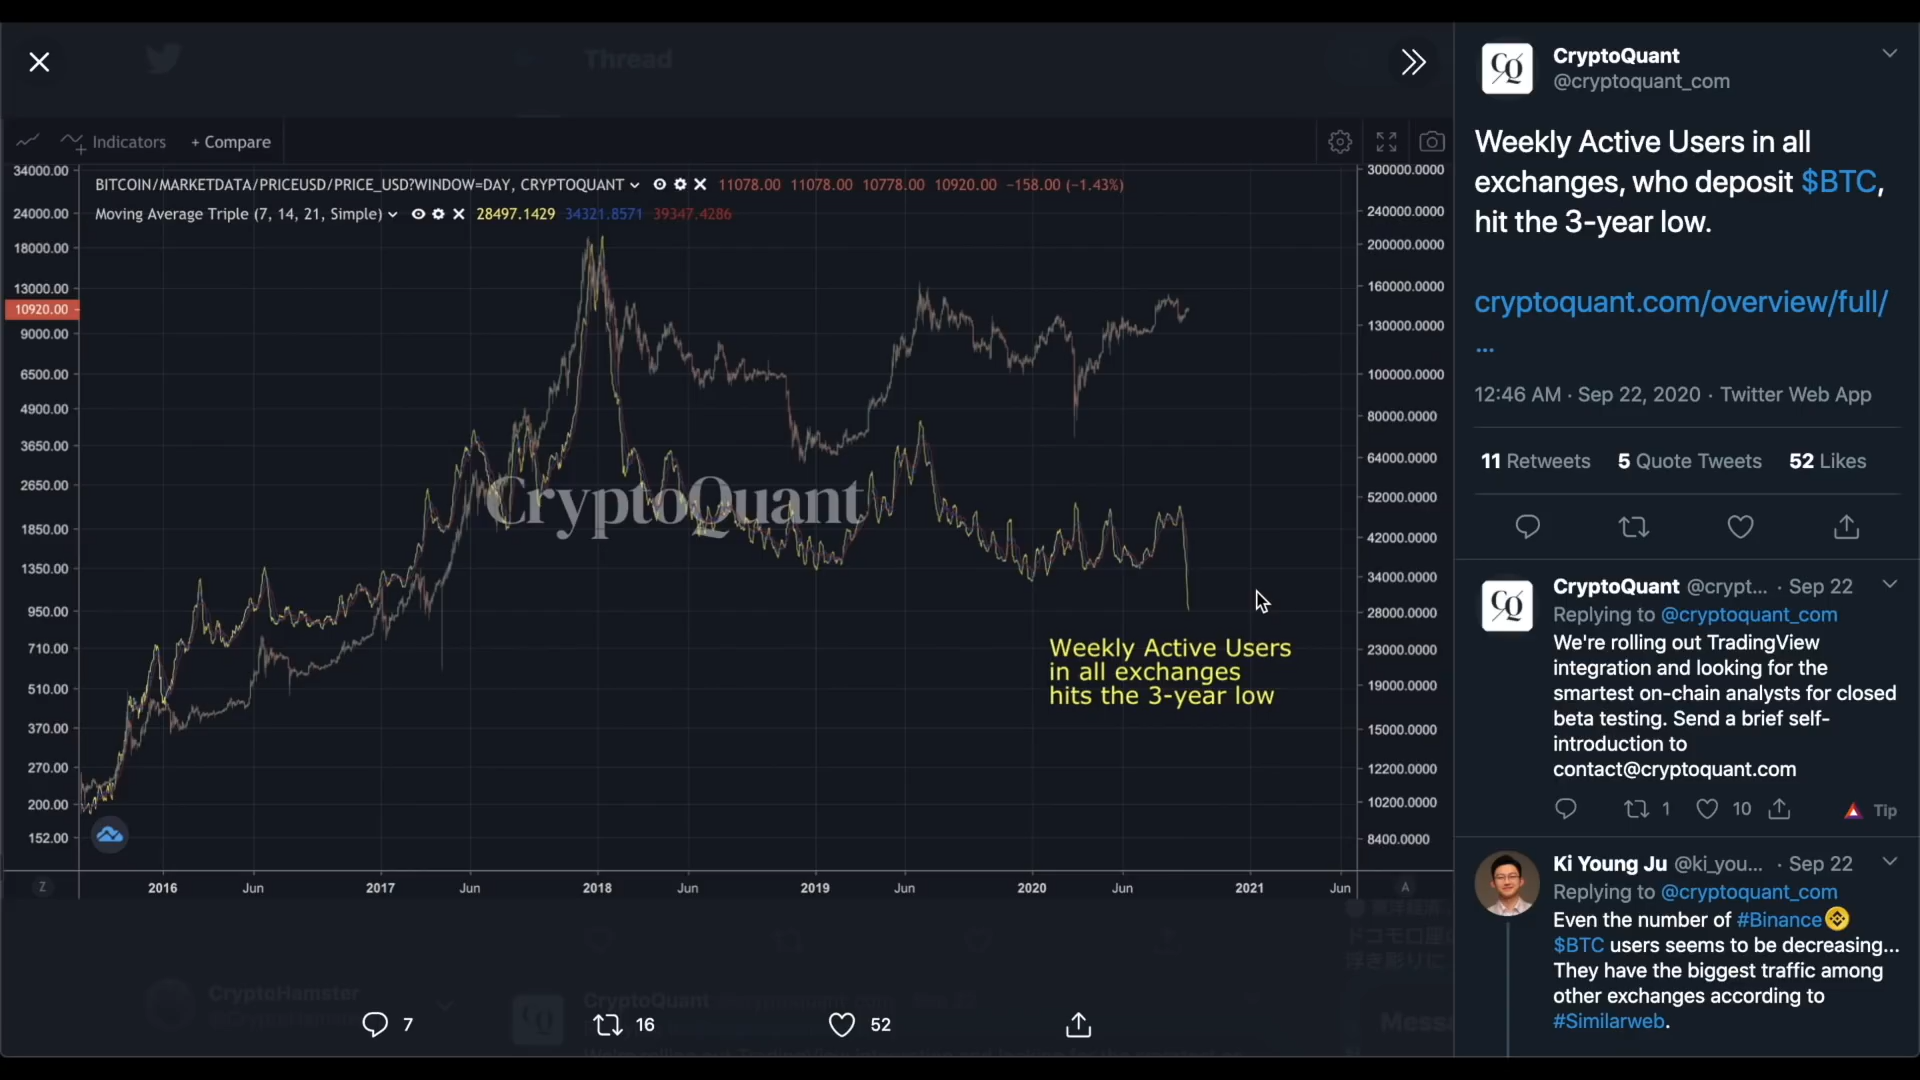 Thread
Indicators + Compare
BITCOIN/MARKETDATA/PRICEUSD/PRICE_USD?WINDOW=DAY, CRYPTOQUANT 11078.00 11078.00 10778.00 10920.00 −158.00 (−1.43%)
Moving Average Triple (7, 14, 21, Simple) 28497.1429 34321.8571 39347.4286
34000.00
24000.00
18000.00
13000.00
10920.00
9000.00
6500.00
4900.00
3650.00
2650.00
1850.00
1350.00
950.00
710.00
510.00
370.00
270.00
200.00
152.00
CryptoQuant
Weekly Active Users
in all exchanges
hits the 3-year low
300000.0000
240000.0000
200000.0000
160000.0000
130000.0000
100000.0000
80000.0000
64000.0000
52000.0000
42000.0000
34000.0000
28000.0000
23000.0000
19000.0000
15000.0000
12200.0000
10200.0000
8400.0000
Z 2016 Jun 2017 Jun 2018 Jun 2019 Jun 2020 Jun 2021 Jun A
CryptoHamster
CryptoQuant
7 16 52
CryptoQuant
@cryptoquant_com
Weekly Active Users in all
exchanges, who deposit $BTC,
hit the 3-year low.
cryptoquant.com/overview/full/
...
12:46 AM · Sep 22, 2020 · Twitter Web App
11 Retweets 5 Quote Tweets 52 Likes
CryptoQuant @crypt... · Sep 22
Replying to @cryptoquant_com
We're rolling out TradingView
integration and looking for the
smartest on-chain analysts for closed
beta testing. Send a brief self-
introduction to
contact@cryptoquant.com
1 10 Tip
Ki Young Ju @ki_you... · Sep 22
Replying to @cryptoquant_com
Even the number of #Binance
$BTC users seems to be decreasing...
They have the biggest traffic among
other exchanges according to
#Similarweb.